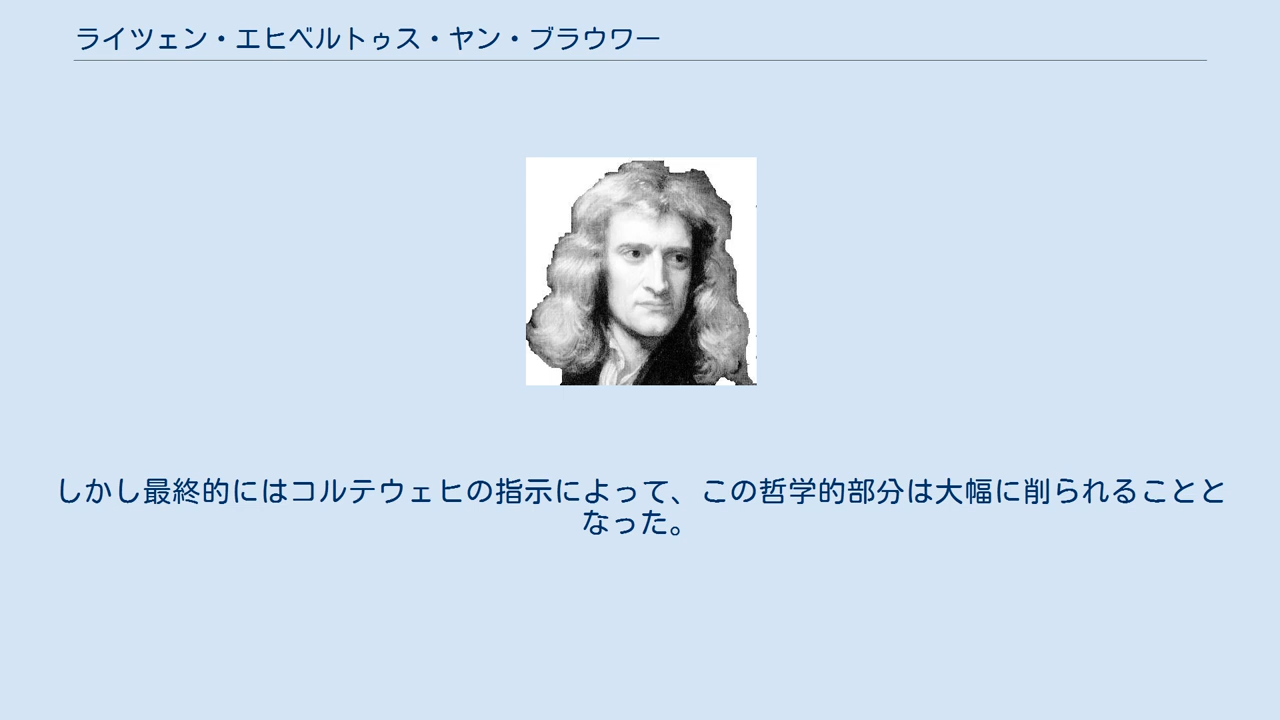 ライツェン・エヒベルトゥス・ヤン・ブラウワー
しかし最終的にはコルテウェヒの指示によって、この哲学的部分は大幅に削られることと
なった。